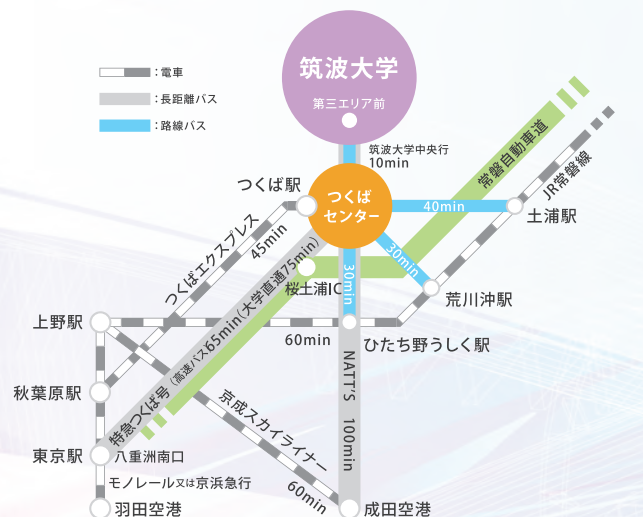 筑波大学
第三エリア前
：電車
：長距離バス
：路線バス
筑波大学中央行
10min
常磐自動車道
JR常磐線
つくば駅
つくば
センター
40min
土浦駅
つくばエクスプレス
45min
30min
桜土浦IC
30min
荒川沖駅
上野駅
60min
ひたち野うしく駅
特急つくば号（高速バス65min(大学直通75min)）
秋葉原駅
京成スカイライナー
60min
NATT'S 100min
東京駅
八重洲南口
モノレール又は京浜急行
羽田空港
成田空港